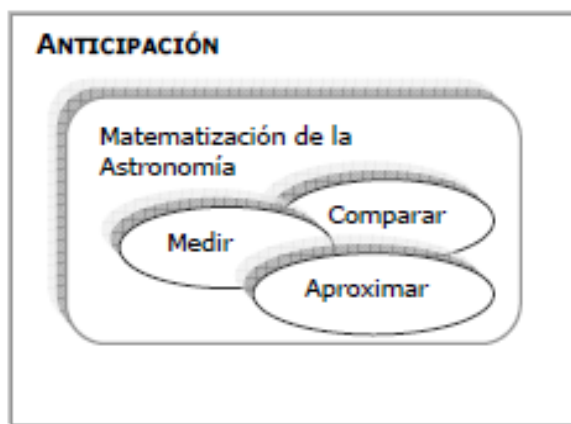 ANTICIPACIÓN
Matematización de la
Astronomía
Comparar
Medir
Aproximar